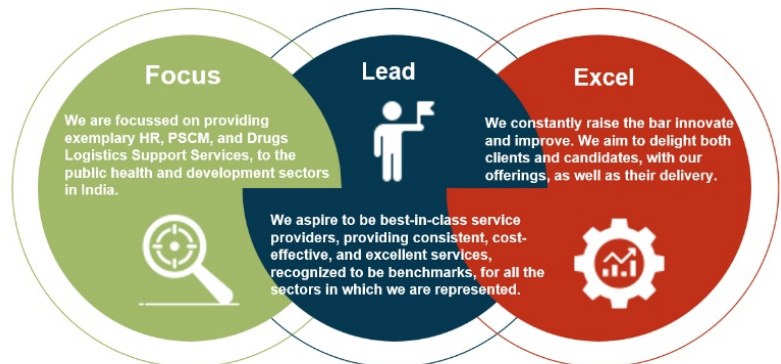 Focus
We are focussed on providing
exemplary HR, PSCM, and Drugs
Logistics Support Services, to the
public health and development sectors
in India.
Lead
We aspire to be best-in-class service
providers, providing consistent, cost-
effective, and excellent services,
recognized to be benchmarks, for all the
sectors in which we are represented.
Excel
We constantly raise the bar innovate
and improve. We aim to delight both
clients and candidates, with our
offerings, as well as their delivery.